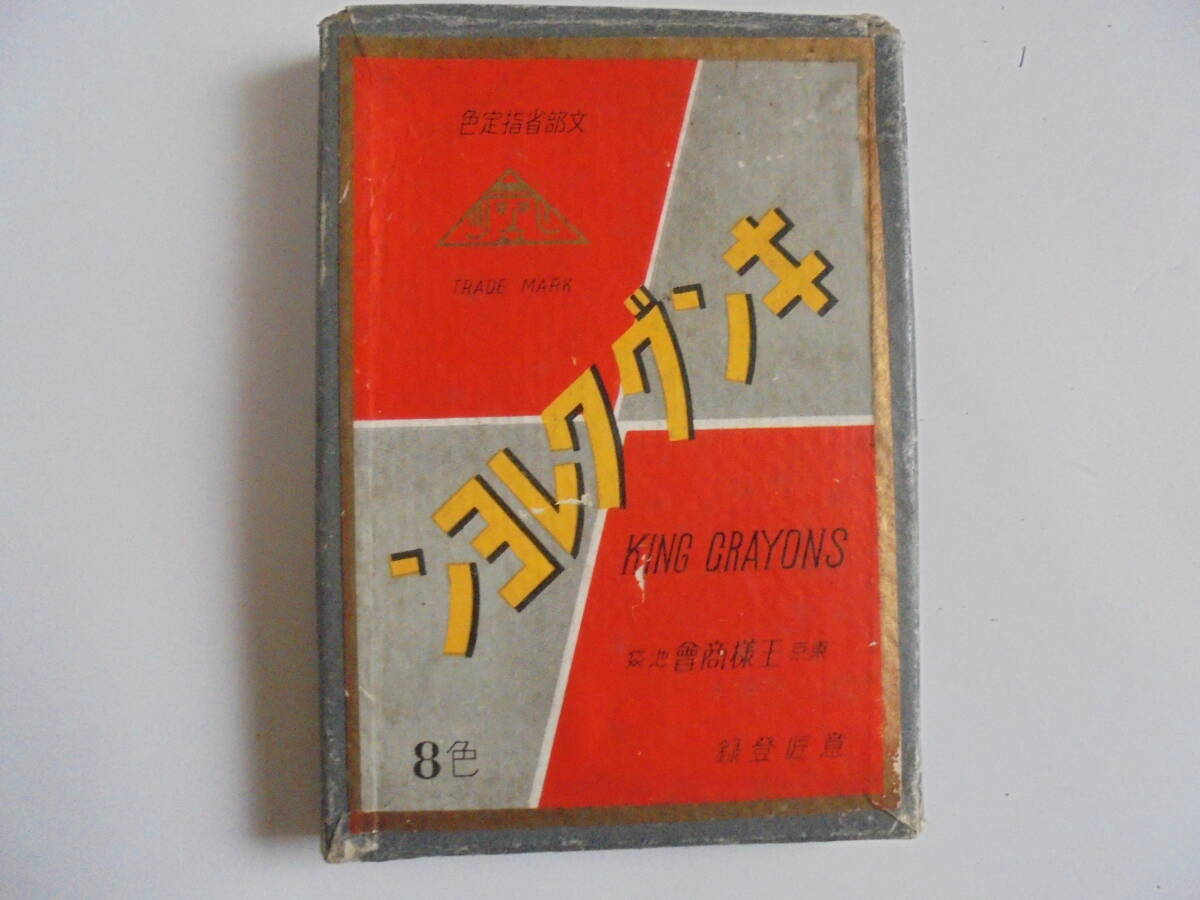 文部省指定色
TRADE MARK
キングクレヨン
KING CRAYONS
東京 王様商會 池袋
意匠登録
8色